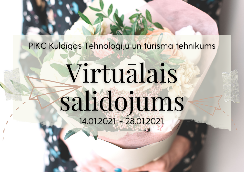 PIKC Kuldīgas Tehnoloģiju un tūrisma tehnikums
Virtuālais
salidojums
14.01.2021. - 28.01.2021.